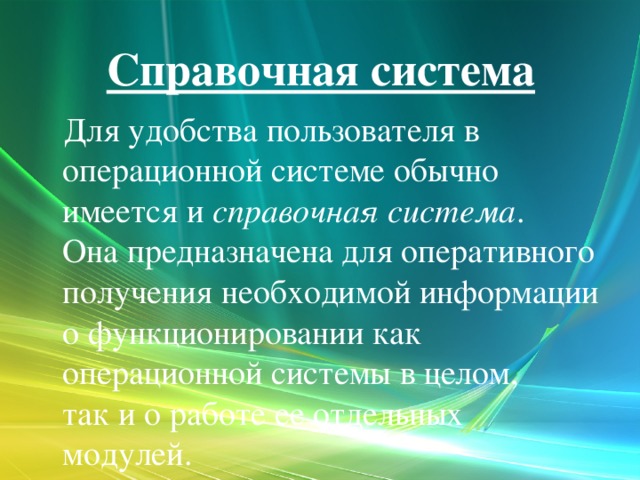 Справочная система
Для удобства пользователя в
операционной системе обычно
имеется и справочная система.
Она предназначена для оперативного
получения необходимой информации
о функционировании как
операционной системы в целом,
так и о работе ее отдельных
модулей.